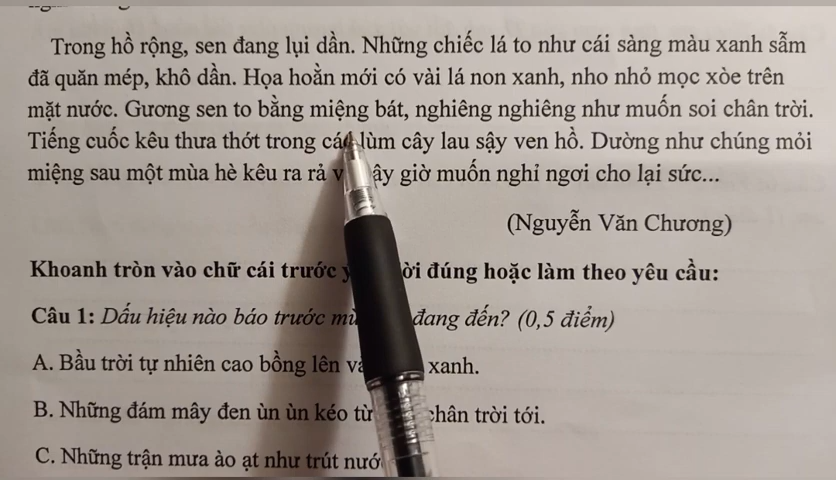 Trong hồ rộng, sen đang lụi dần. Những chiếc lá to như cái sàng màu xanh sẫm
đã quăn mép, khô dần. Họa hoằn mới có vài lá non xanh, nho nhỏ mọc xòe trên
mặt nước. Gương sen to bằng miệng bát, nghiêng nghiêng như muốn soi chân trời.
Tiếng cuốc kêu thưa thớt trong các lùm cây lau sậy ven hồ. Dường như chúng mỏi
miệng sau một mùa hè kêu ra rả giờ muốn nghỉ ngơi cho lại sức...
(Nguyễn Văn Chương)
Khoanh tròn vào chữ cái trước đúng hoặc làm theo yêu cầu:
Câu 1: Dấu hiệu nào báo trước đang đến? (0,5 điểm)
A. Bầu trời tự nhiên cao bồng lên xanh.
B. Những đám mây đen ùn ùn kéo từ chân trời tới.
C. Những trận mưa ào ạt như trút